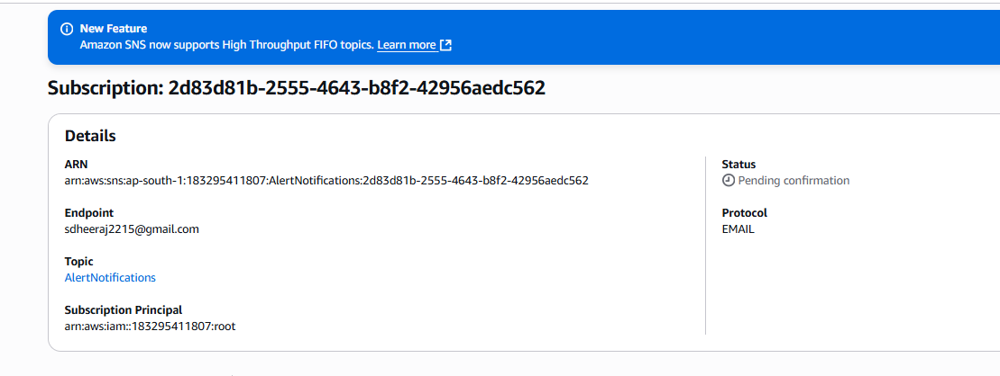 New Feature
Amazon SNS now supports High Throughput FIFO topics. Learn more
Subscription: 2d83d81b-2555-4643-b8f2-42956aedc562
Details
ARN
arn:aws:sns:ap-south-1:183295411807:AlertNotifications:2d83d81b-2555-4643-b8f2-42956aedc562
Status
Pending confirmation
Endpoint
sdheeraj2215@gmail.com
Protocol
EMAIL
Topic
AlertNotifications
Subscription Principal
arn:aws:iam::183295411807:root